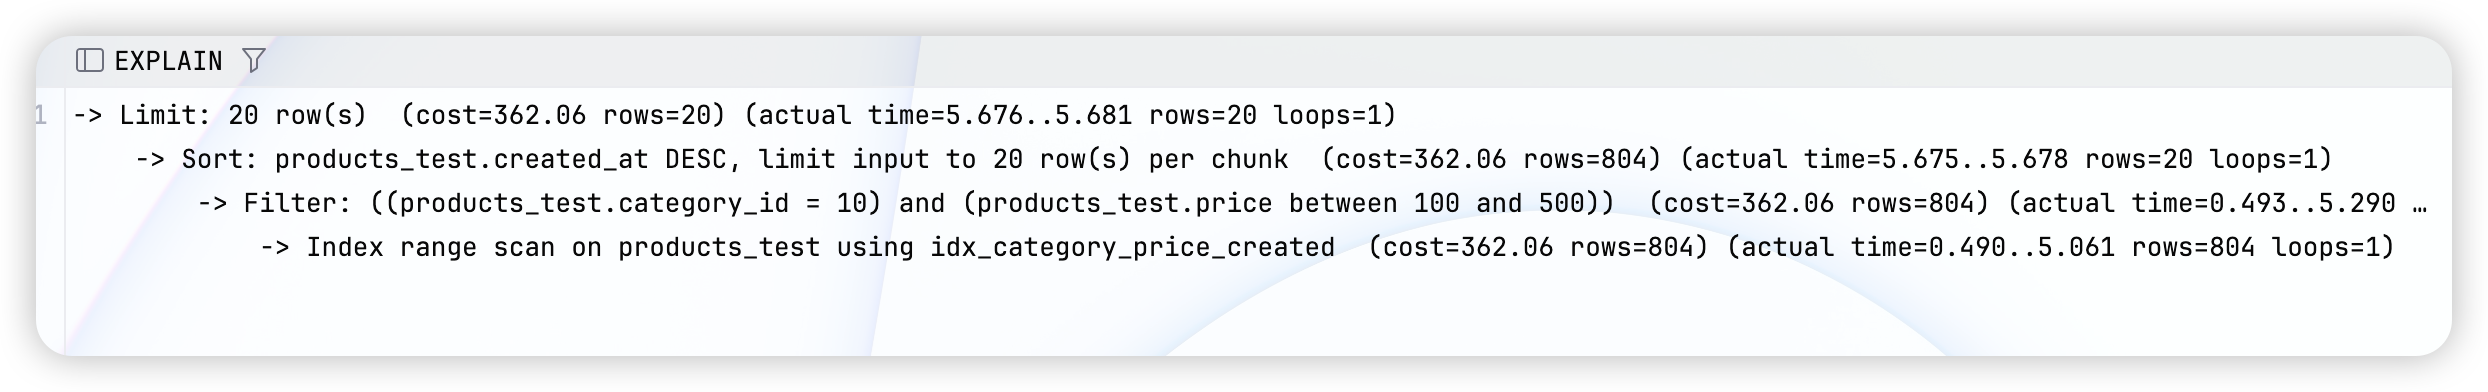 EXPLAIN
1 -> Limit: 20 row(s)  (cost=362.06 rows=20) (actual time=5.676..5.681 rows=20 loops=1)
-> Sort: products_test.created_at DESC, limit input to 20 row(s) per chunk  (cost=362.06 rows=804) (actual time=5.675..5.678 rows=20 loops=1)
-> Filter: ((products_test.category_id = 10) and (products_test.price between 100 and 500))  (cost=362.06 rows=804) (actual time=0.493..5.290 …
-> Index range scan on products_test using idx_category_price_created  (cost=362.06 rows=804) (actual time=0.490..5.061 rows=804 loops=1)